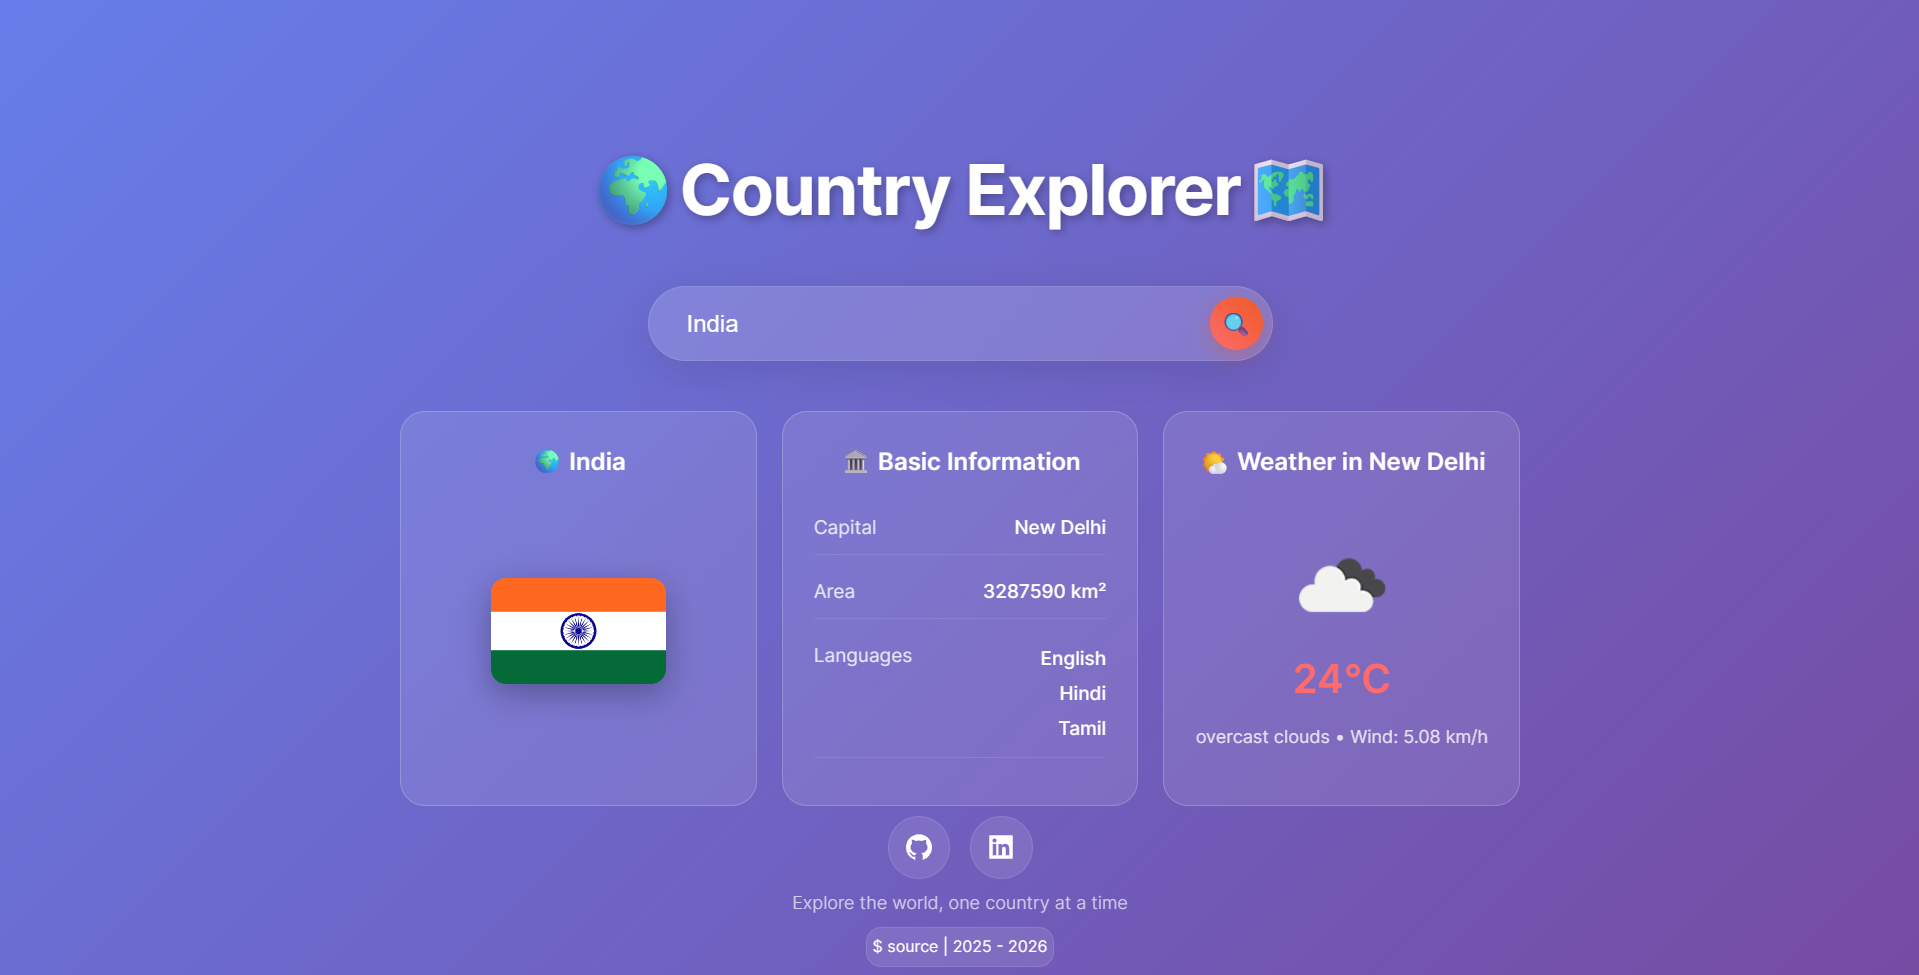 Country Explorer
India
India
Basic Information
Weather in New Delhi
Capital New Delhi
Area 3287590 km²
Languages English
Hindi
Tamil
24°C
overcast clouds • Wind: 5.08 km/h
in
Explore the world, one country at a time
$ source | 2025 - 2026